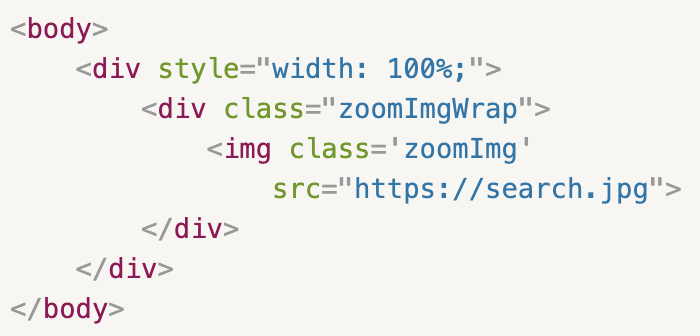 <body>
    <div style="width: 100%;">
        <div class="zoomImgWrap">
            <img class='zoomImg'
                src="https://search.jpg">
        </div>
    </div>
</body>